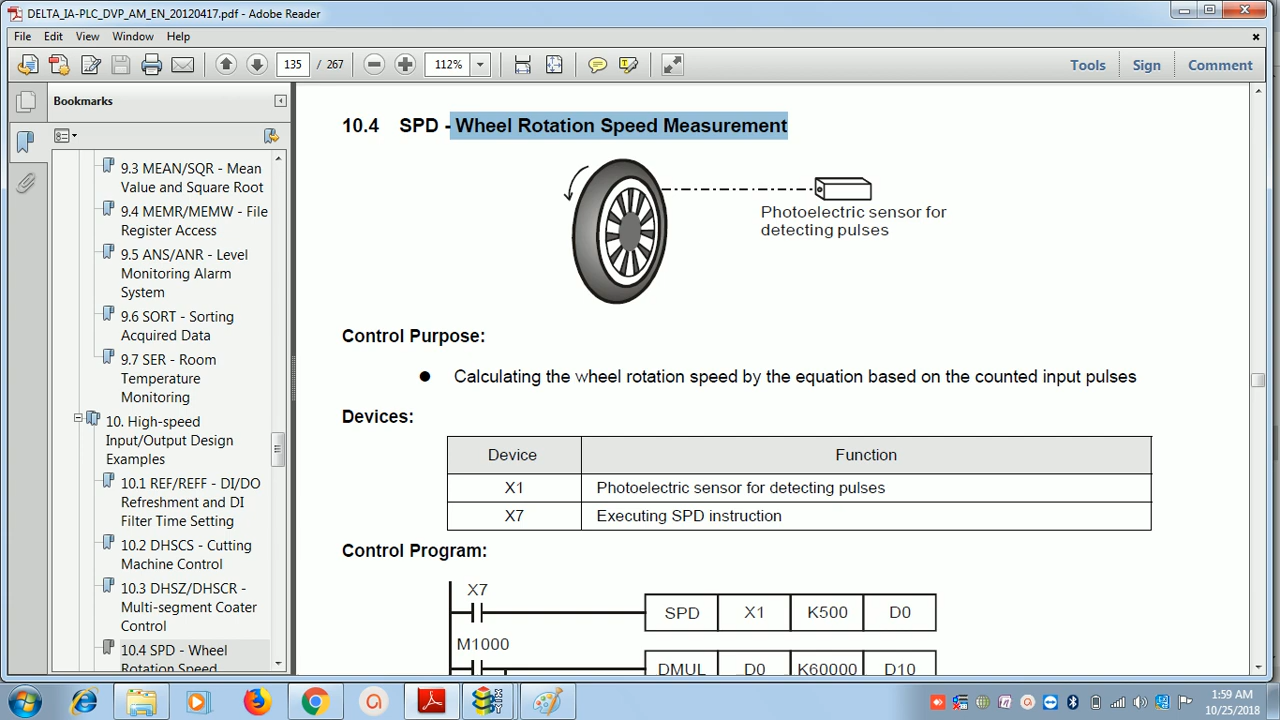 DELTA_IA-PLC_DVP_AM_EN_20120417.pdf - Adobe Reader
File Edit View Window Help
135 / 267
112%
Tools Sign Comment
Bookmarks
9.3 MEAN/SQR - Mean
Value and Square Root
9.4 MEMR/MEMW - File
Register Access
9.5 ANS/ANR - Level
Monitoring Alarm
System
9.6 SORT - Sorting
Acquired Data
9.7 SER - Room
Temperature
Monitoring
10. High-speed
Input/Output Design
Examples
10.1 REF/REFF - DI/DO
Refreshment and DI
Filter Time Setting
10.2 DHSCS - Cutting
Machine Control
10.3 DHSZ/DHSCR -
Multi-segment Coater
Control
10.4 SPD - Wheel
Rotation Speed
10.4 SPD - Wheel Rotation Speed Measurement
Photoelectric sensor for
detecting pulses
Control Purpose:
● Calculating the wheel rotation speed by the equation based on the counted input pulses
Devices:
Device Function
X1 Photoelectric sensor for detecting pulses
X7 Executing SPD instruction
Control Program:
X7
SPD X1 K500 D0
M1000
DMUL D0 K60000 D10
1:59 AM
10/25/2018